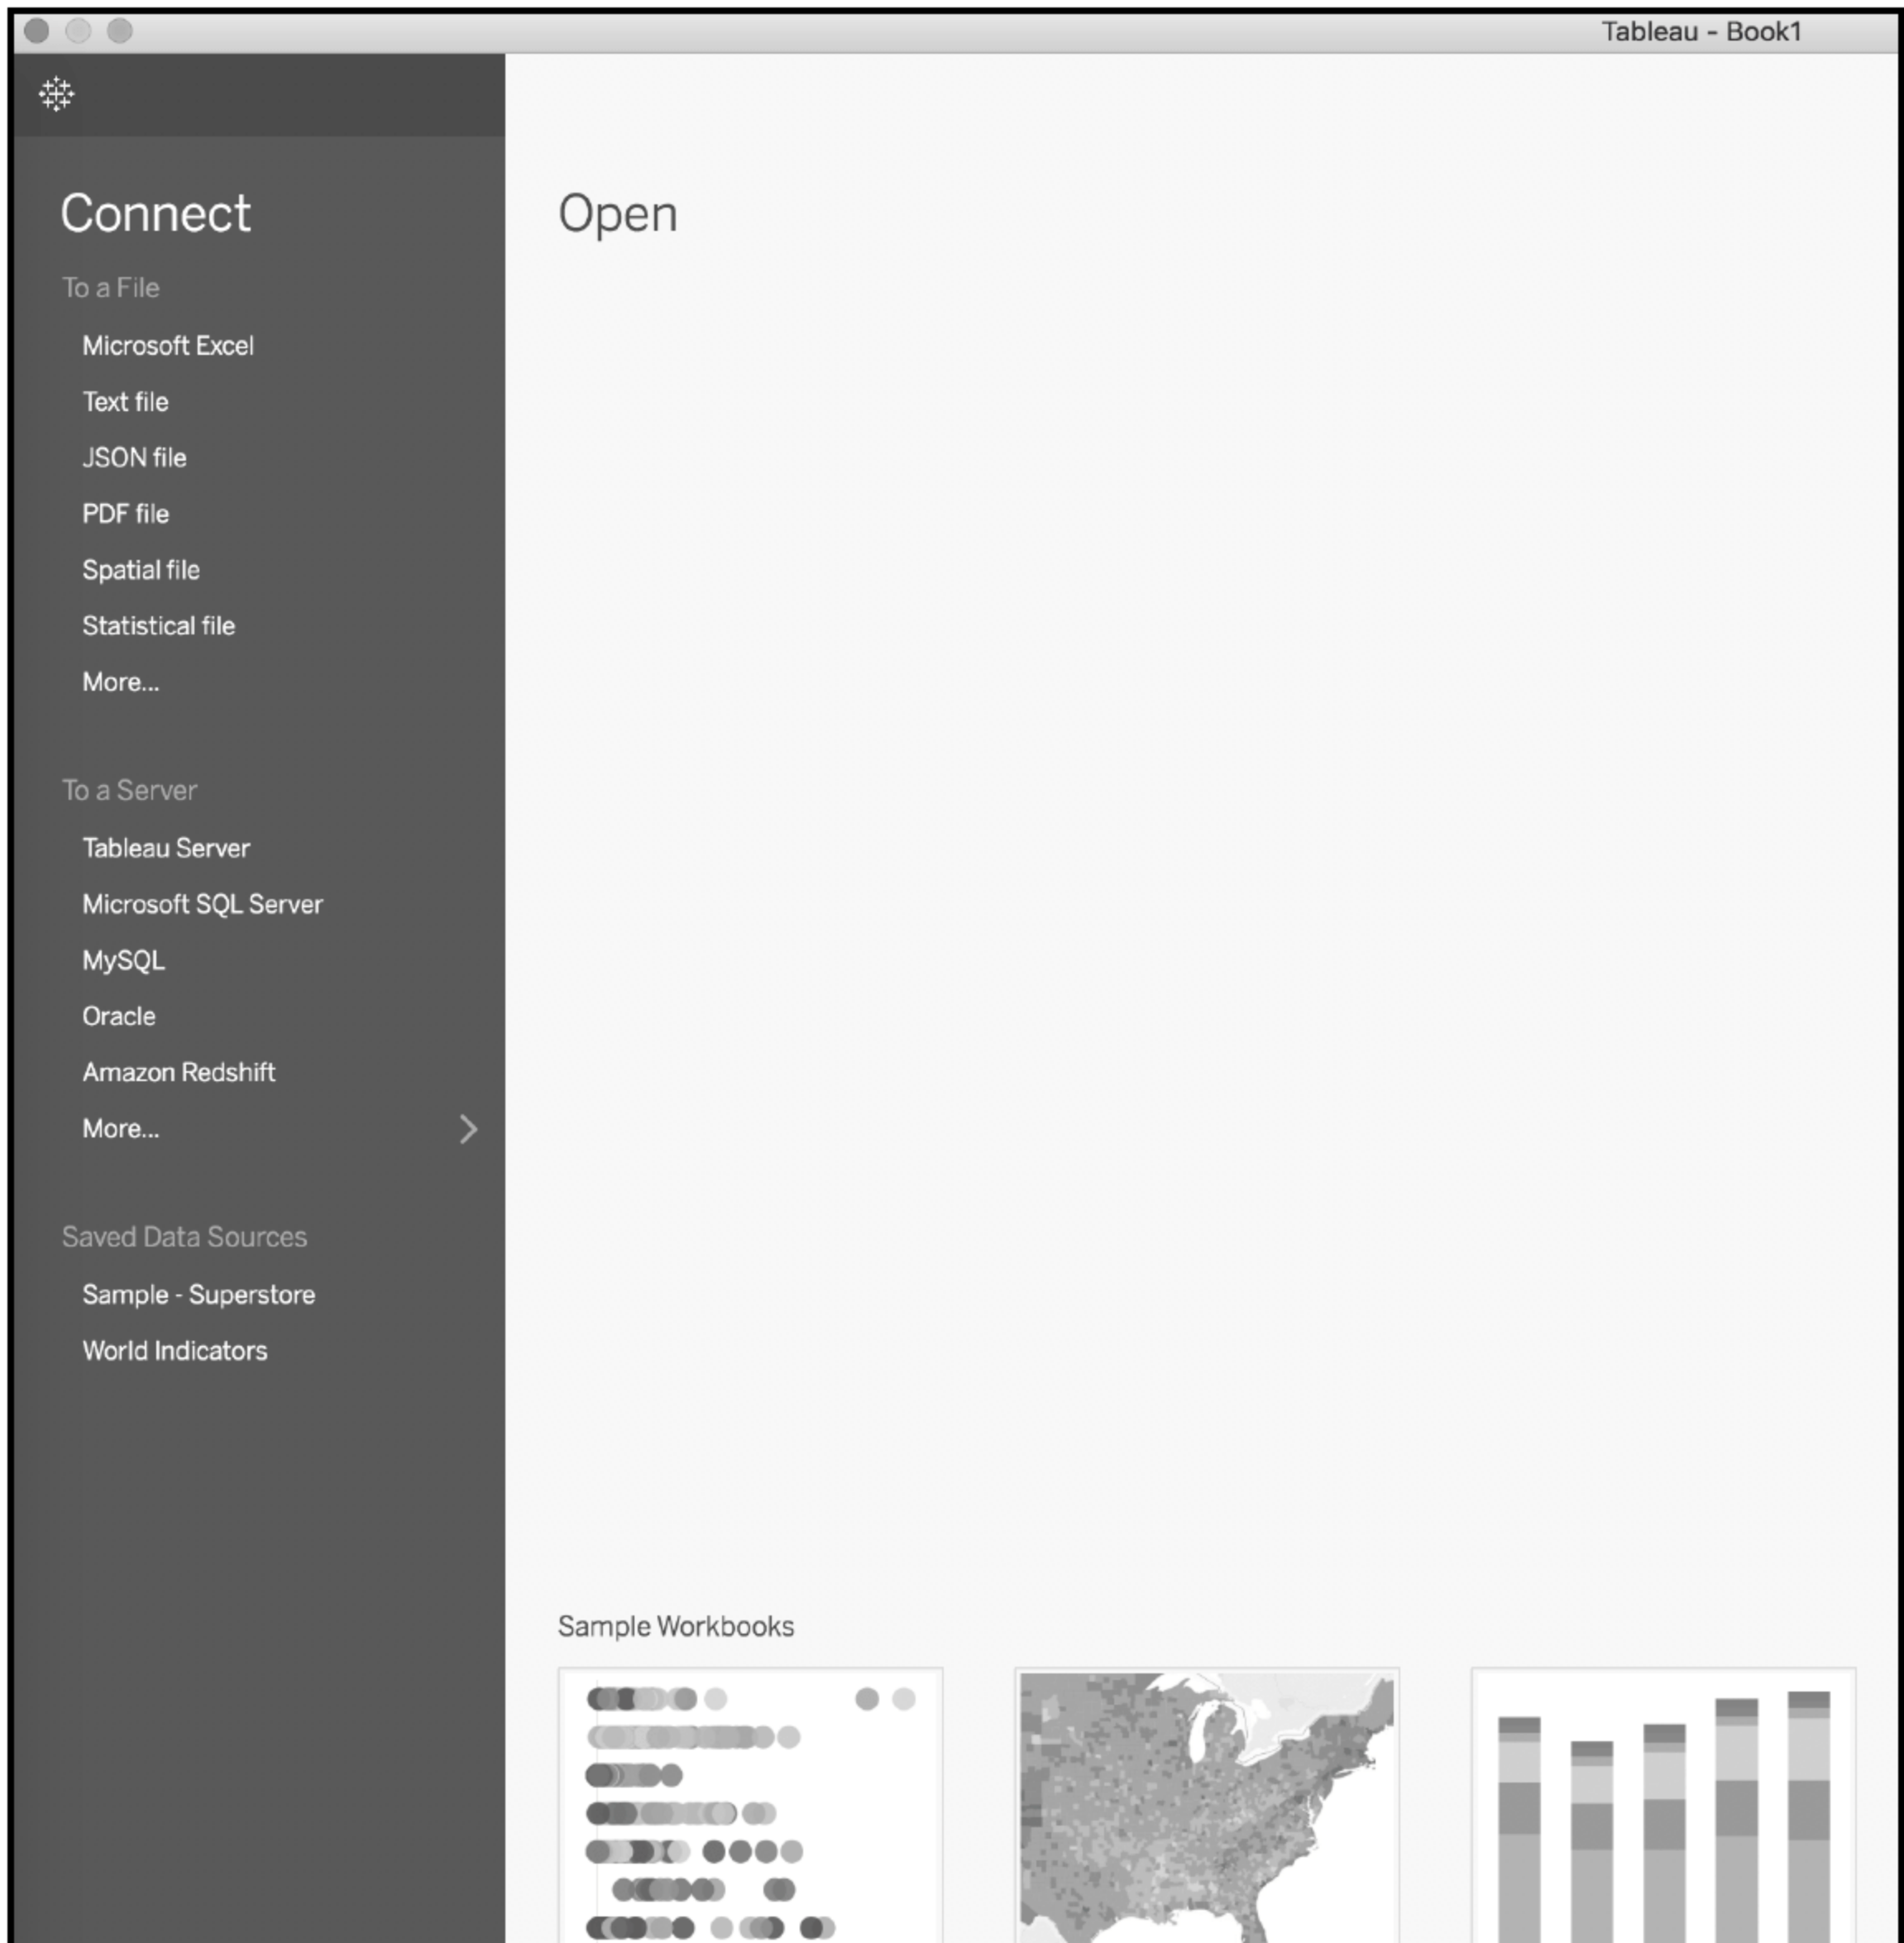 Tableau - Book1
Connect
To a File
Microsoft Excel
Text file
JSON file
PDF file
Spatial file
Statistical file
More...
To a Server
Tableau Server
Microsoft SQL Server
MySQL
Oracle
Amazon Redshift
More...
Saved Data Sources
Sample - Superstore
World Indicators
Open
Sample Workbooks